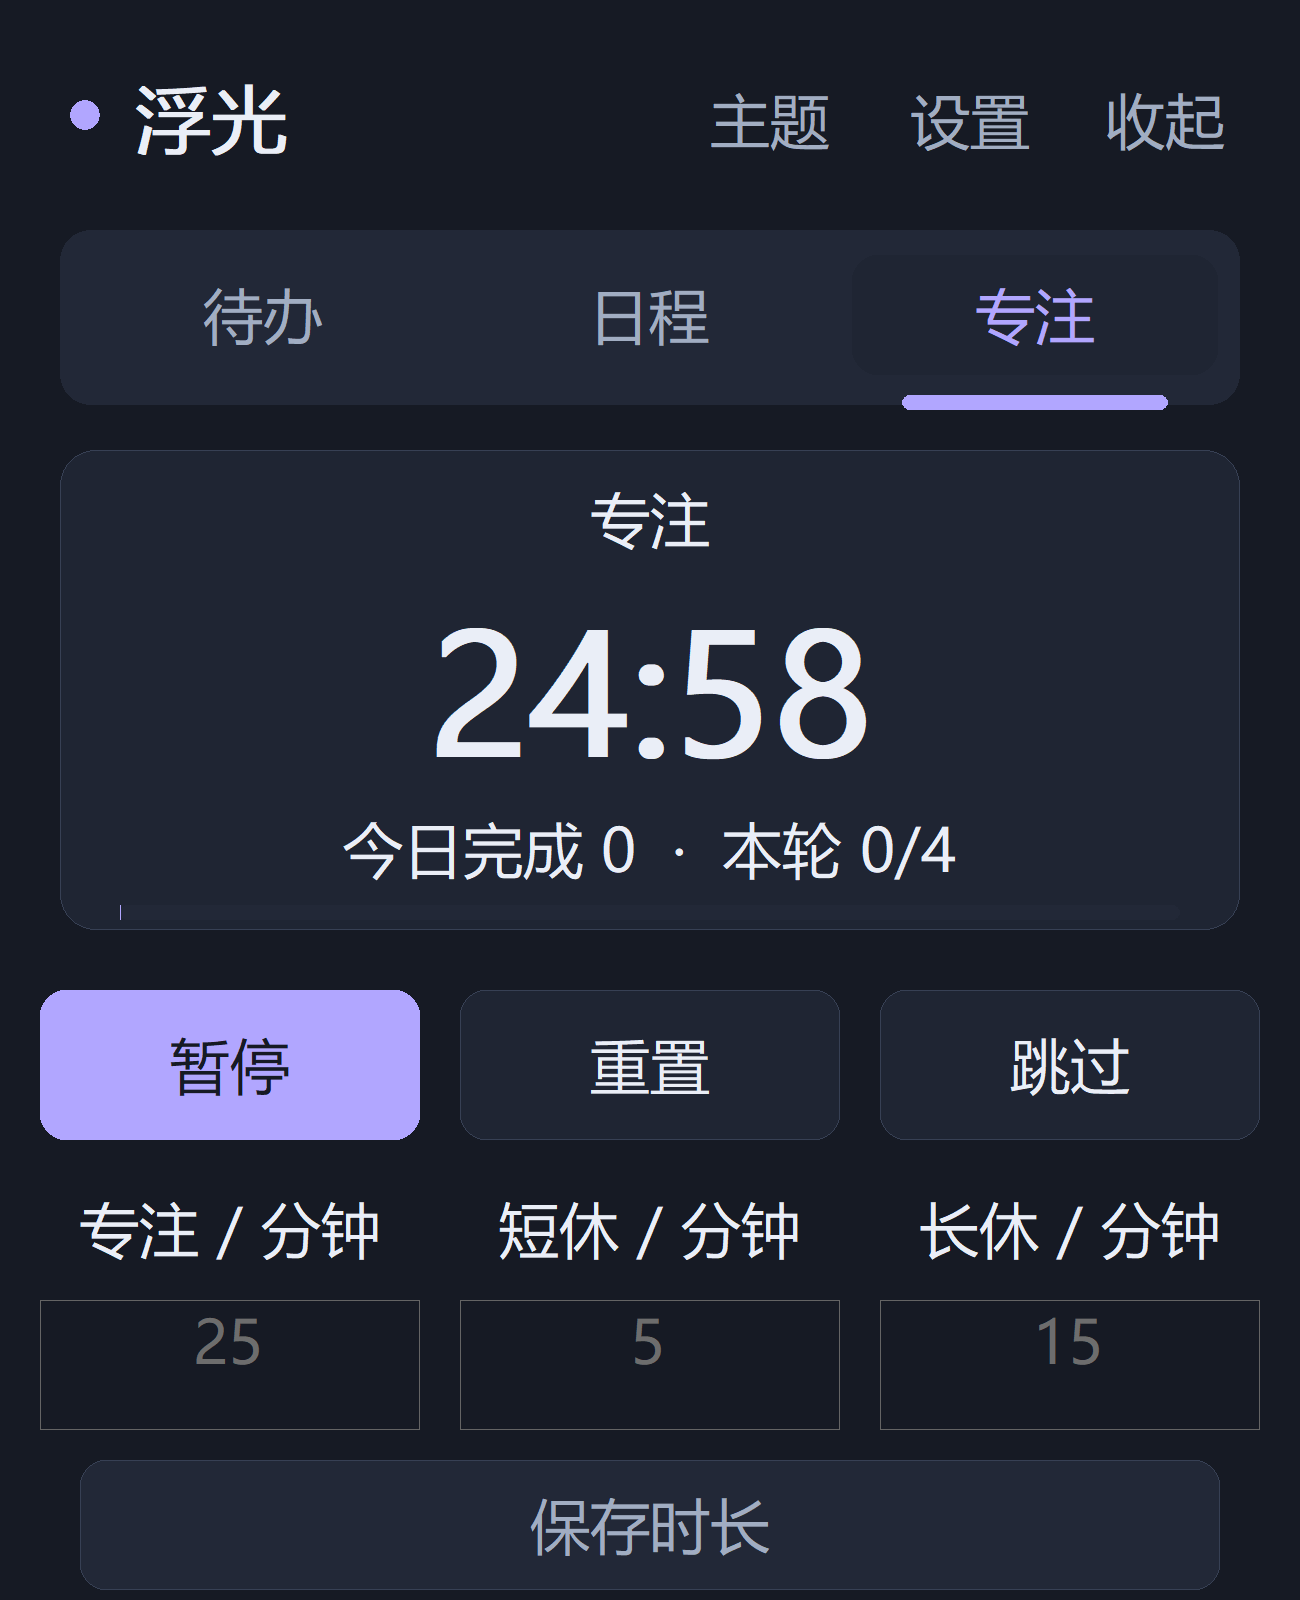 浮光 主题 设置 收起
待办 日程 专注
专注
24:58
今日完成 0 · 本轮 0/4
暂停 重置 跳过
专注 / 分钟 短休 / 分钟 长休 / 分钟
25 5 15
保存时长